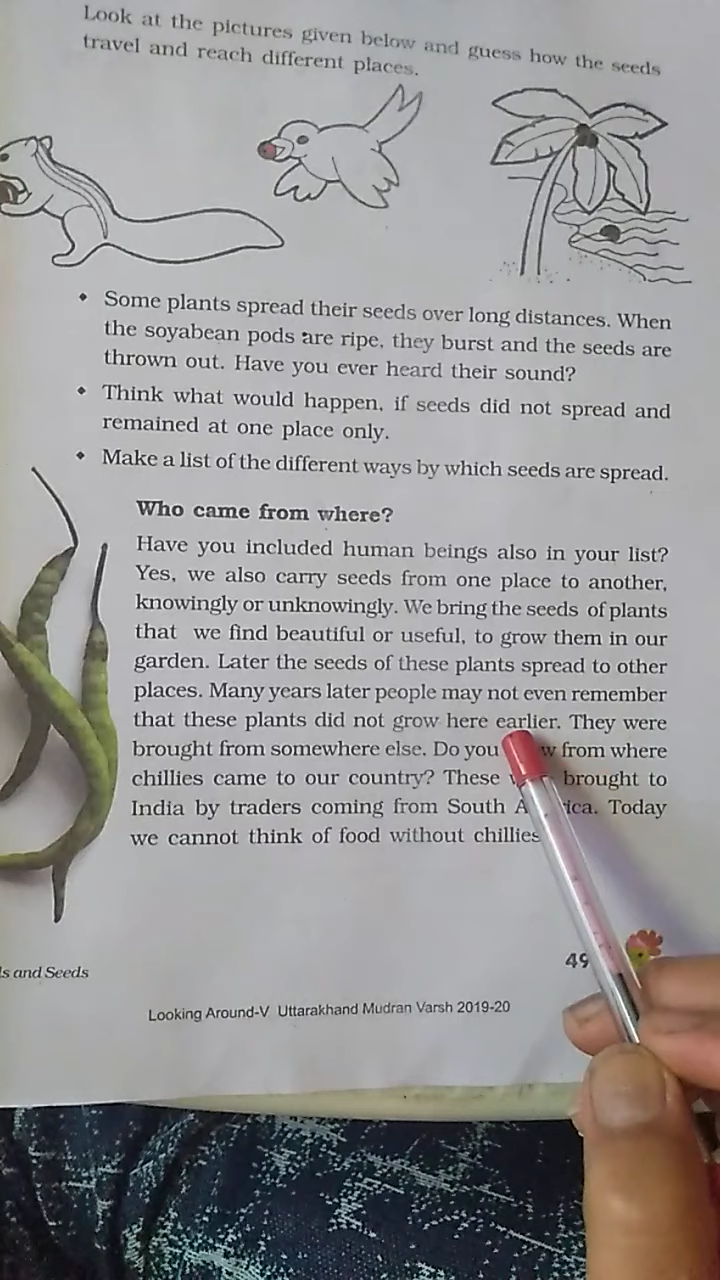 Look at the pictures given below and guess how the seeds
travel and reach different places.
• Some plants spread their seeds over long distances. When
the soyabean pods are ripe, they burst and the seeds are
thrown out. Have you ever heard their sound?
• Think what would happen, if seeds did not spread and
remained at one place only.
• Make a list of the different ways by which seeds are spread.
Who came from where?
Have you included human beings also in your list?
Yes, we also carry seeds from one place to another,
knowingly or unknowingly. We bring the seeds of plants
that we find beautiful or useful, to grow them in our
garden. Later the seeds of these plants spread to other
places. Many years later people may not even remember
that these plants did not grow here earlier. They were
brought from somewhere else. Do you from where
chillies came to our country? These brought to
India by traders coming from South Today
we cannot think of food without chillies
49
and Seeds
Looking Around-V Uttarakhand Mudran Varsh 2019-20